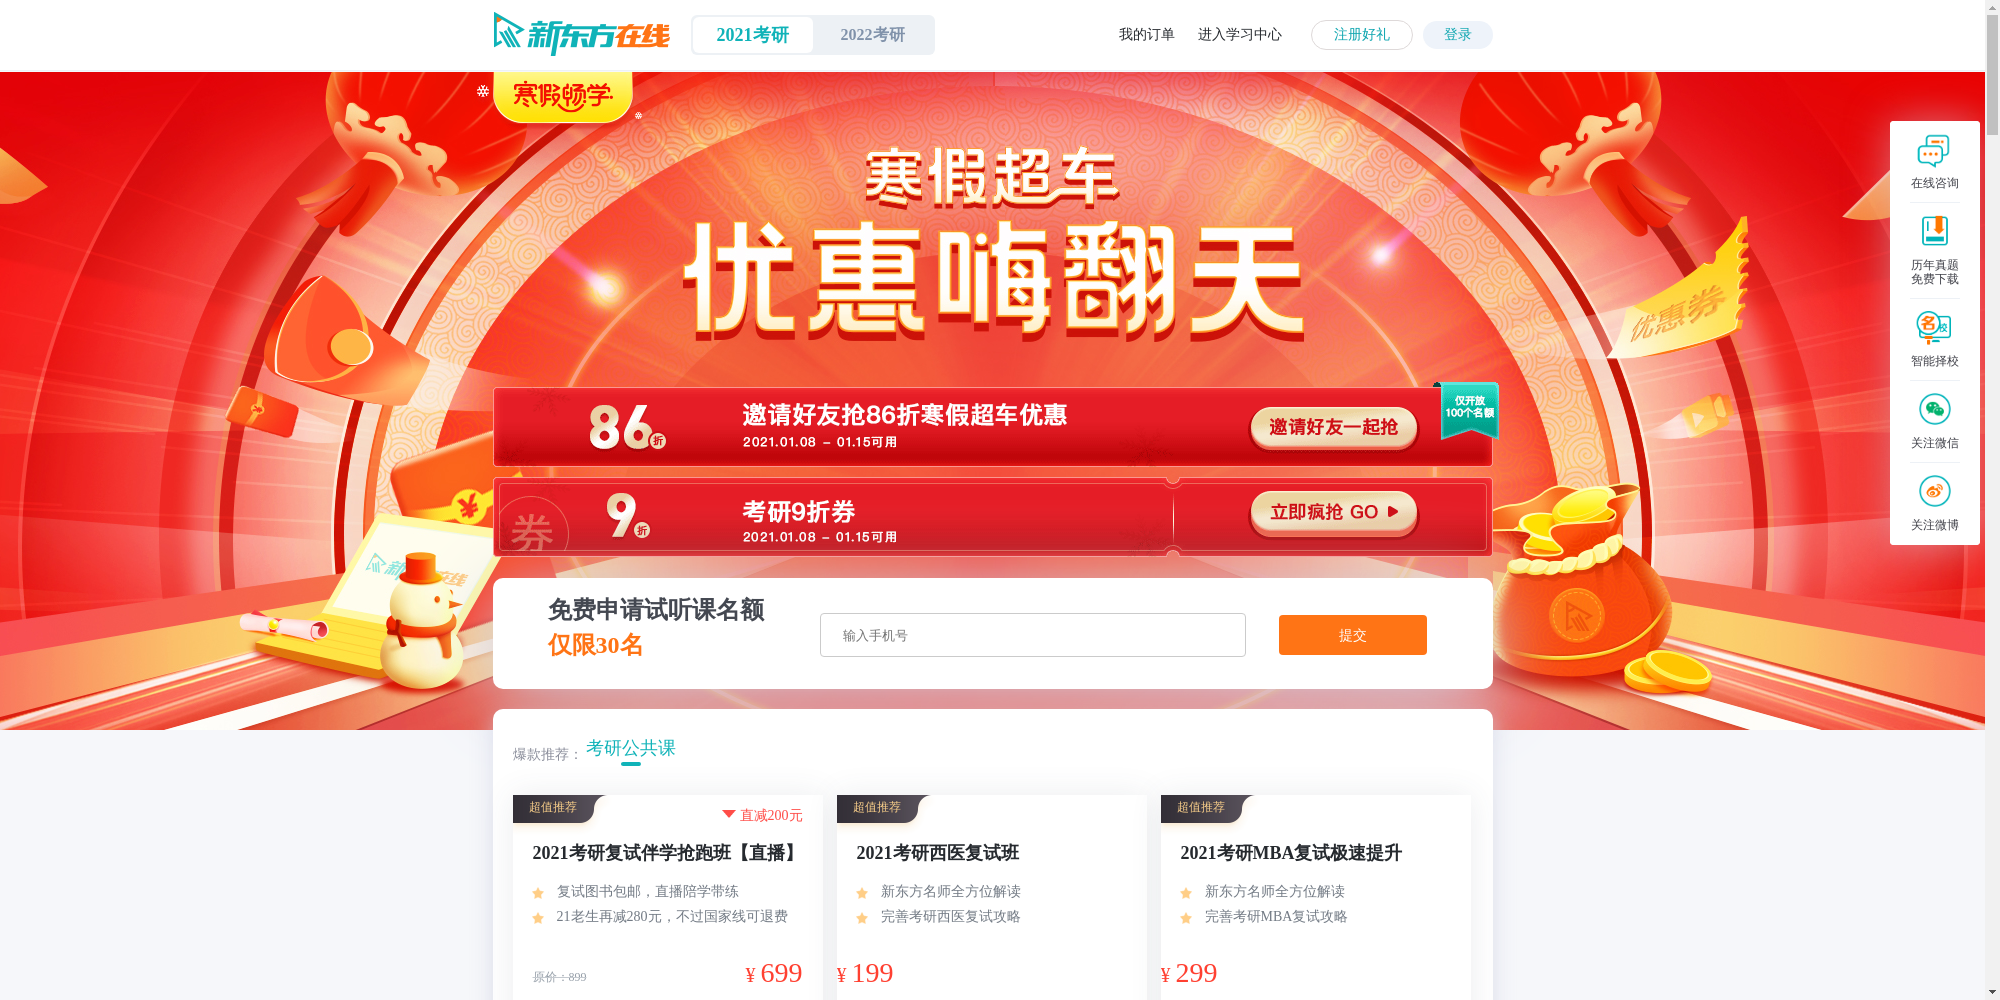 新东方在线
2021考研
2022考研
我的订单
进入学习中心
注册好礼
登录
寒假畅学
寒假超车
优惠嗨翻天
优惠券
86折
邀请好友抢86折寒假超车优惠
2021.01.08 – 01.15可用
邀请好友一起抢
仅开放
100个名额
券
9折
考研9折券
2021.01.08 – 01.15可用
立即疯抢 GO
免费申请试听课名额
仅限30名
输入手机号
提交
在线咨询
历年真题
免费下载
智能择校
关注微信
关注微博
爆款推荐：
考研公共课
超值推荐
直减200元
2021考研复试伴学抢跑班【直播】
复试图书包邮，直播陪学带练
21老生再减280元，不过国家线可退费
原价：899
¥ 699
超值推荐
2021考研西医复试班
新东方名师全方位解读
完善考研西医复试攻略
¥ 199
超值推荐
2021考研MBA复试极速提升
新东方名师全方位解读
完善考研MBA复试攻略
¥ 299